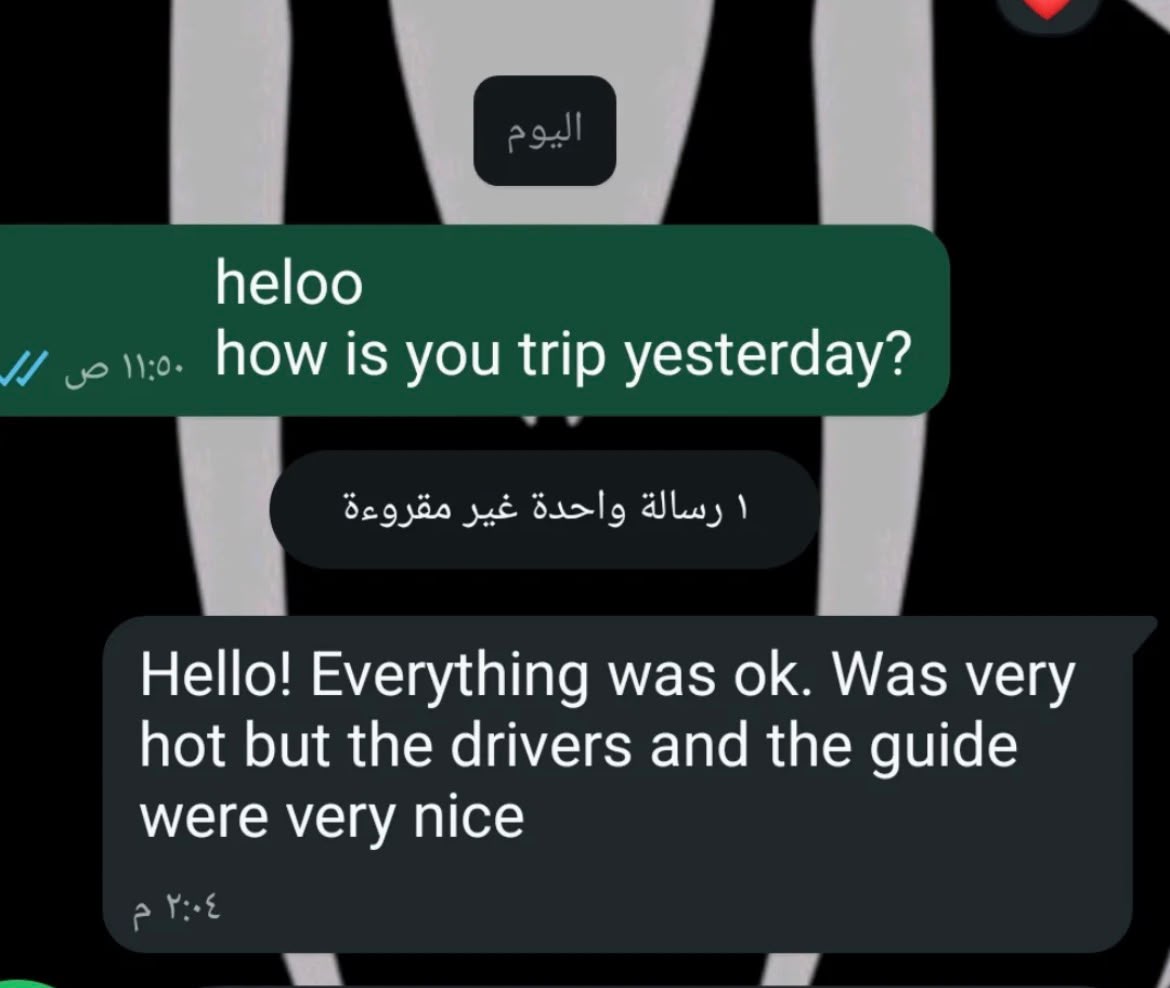 اليوم
heloo
how is you trip yesterday?
١١:٥٠ ص
١ رسالة واحدة غير مقروءة
Hello! Everything was ok. Was very
hot but the drivers and the guide
were very nice
٢:٠٤ م